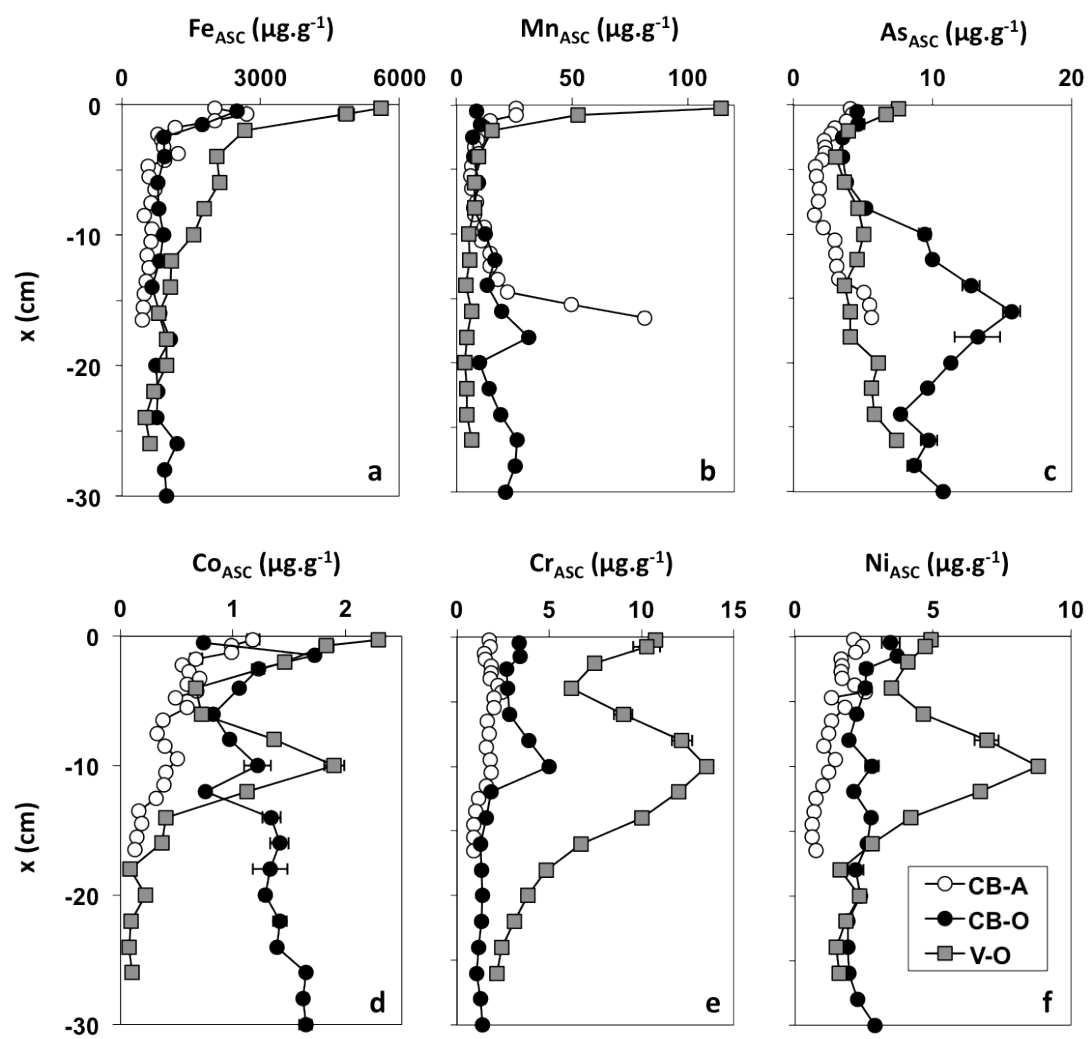 Fe_ASC (µg.g⁻¹) Mn_ASC (µg.g⁻¹) As_ASC (µg.g⁻¹)
0 3000 6000 0 50 100 0 10 20
0
-10
-20
-30
x (cm)
a b c
Co_ASC (µg.g⁻¹) Cr_ASC (µg.g⁻¹) Ni_ASC (µg.g⁻¹)
0 1 2 0 5 10 15 0 5 10
0
-10
-20
-30
x (cm)
CB-A
CB-O
V-O
d e f